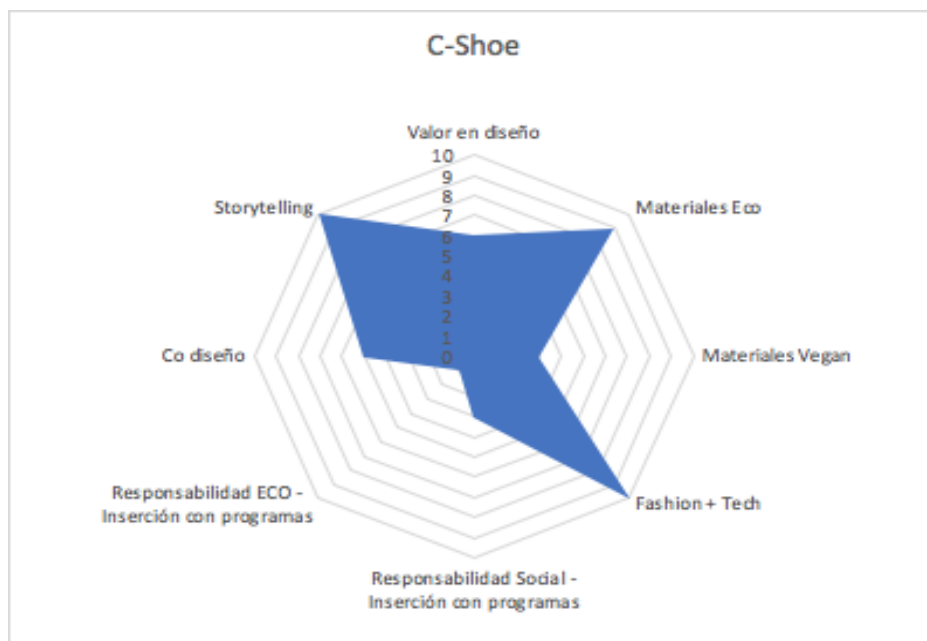 C-Shoe
Valor en diseño
10
9
8
7
6
5
4
3
2
1
0
Storytelling
Materiales Eco
Co diseño
Materiales Vegan
Responsabilidad ECO -
Inserción con programas
Fashion + Tech
Responsabilidad Social -
Inserción con programas